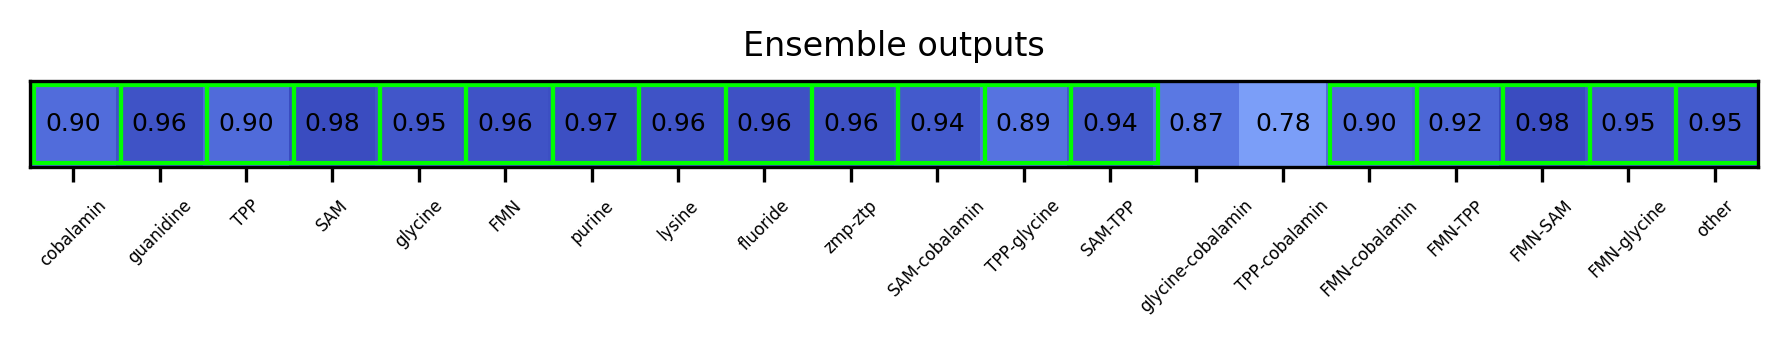 Ensemble outputs
0.90 0.96 0.90 0.98 0.95 0.96 0.97 0.96 0.96 0.96 0.94 0.89 0.94 0.87 0.78 0.90 0.92 0.98 0.95 0.95
cobalamin guanidine TPP SAM glycine FMN purine lysine fluoride zmp-ztp SAM-cobalamin TPP-glycine SAM-TPP glycine-cobalamin TPP-cobalamin FMN-cobalamin FMN-TPP FMN-SAM FMN-glycine other